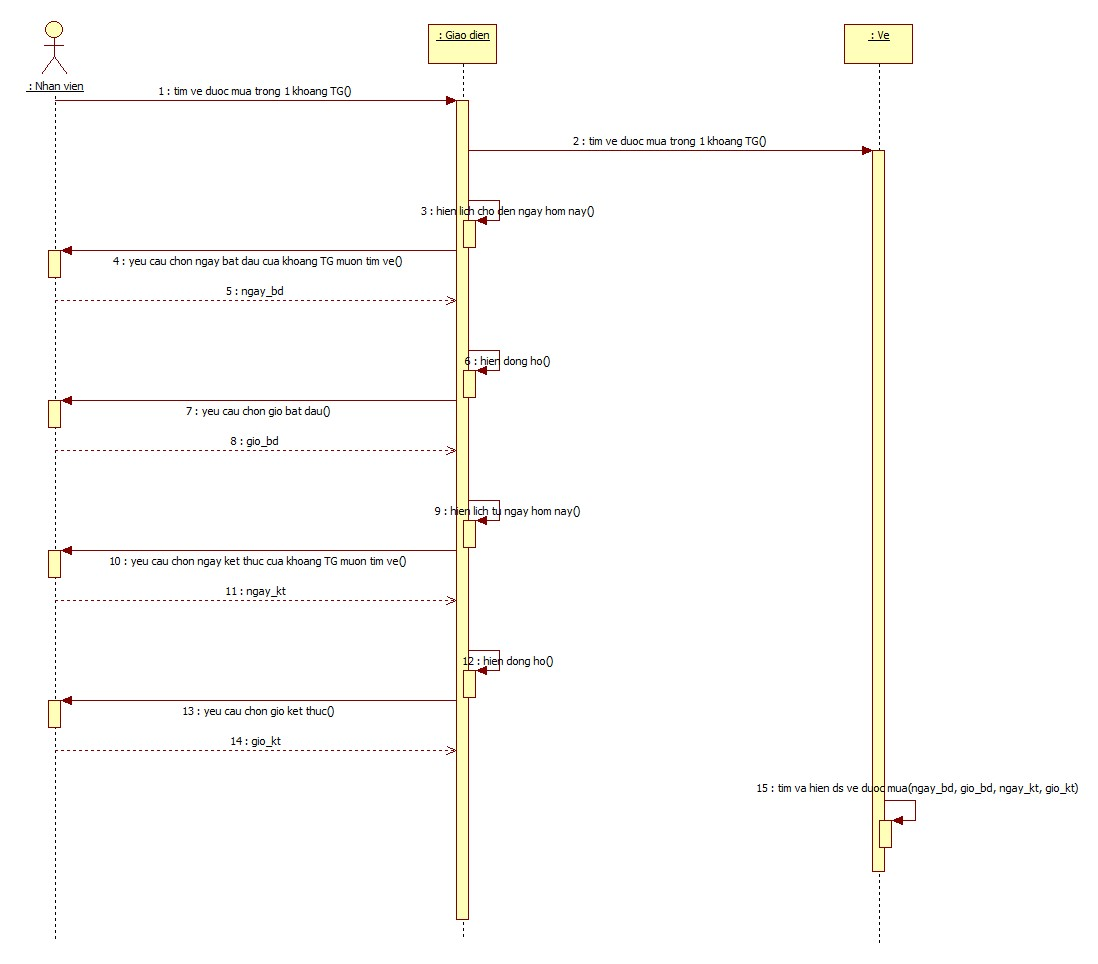 : Giao dien
: Ve
: Nhan vien
1 : tim ve duoc mua trong 1 khoang TG()
2 : tim ve duoc mua trong 1 khoang TG()
3 : hien lich cho den ngay hom nay()
4 : yeu cau chon ngay bat dau cua khoang TG muon tim ve()
5 : ngay_bd
6 : hien dong ho()
7 : yeu cau chon gio bat dau()
8 : gio_bd
9 : hien lich tu ngay hom nay()
10 : yeu cau chon ngay ket thuc cua khoang TG muon tim ve()
11 : ngay_kt
12 : hien dong ho()
13 : yeu cau chon gio ket thuc()
14 : gio_kt
15 : tim va hien ds ve duoc mua(ngay_bd, gio_bd, ngay_kt, gio_kt)